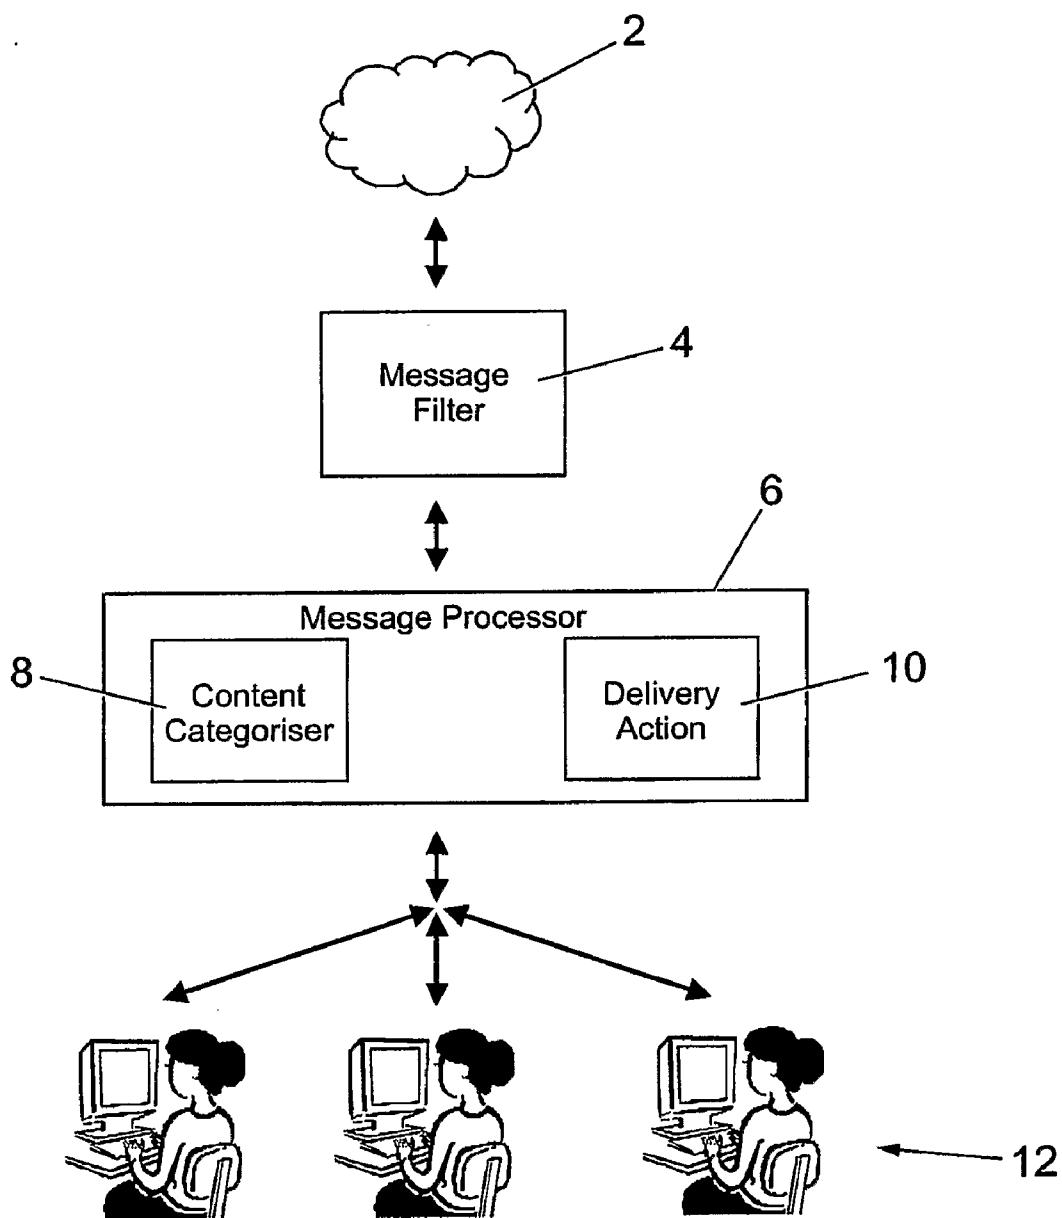 2
4
Message
Filter
6
Message Processor
8
Content
Categoriser
Delivery
Action
10
12